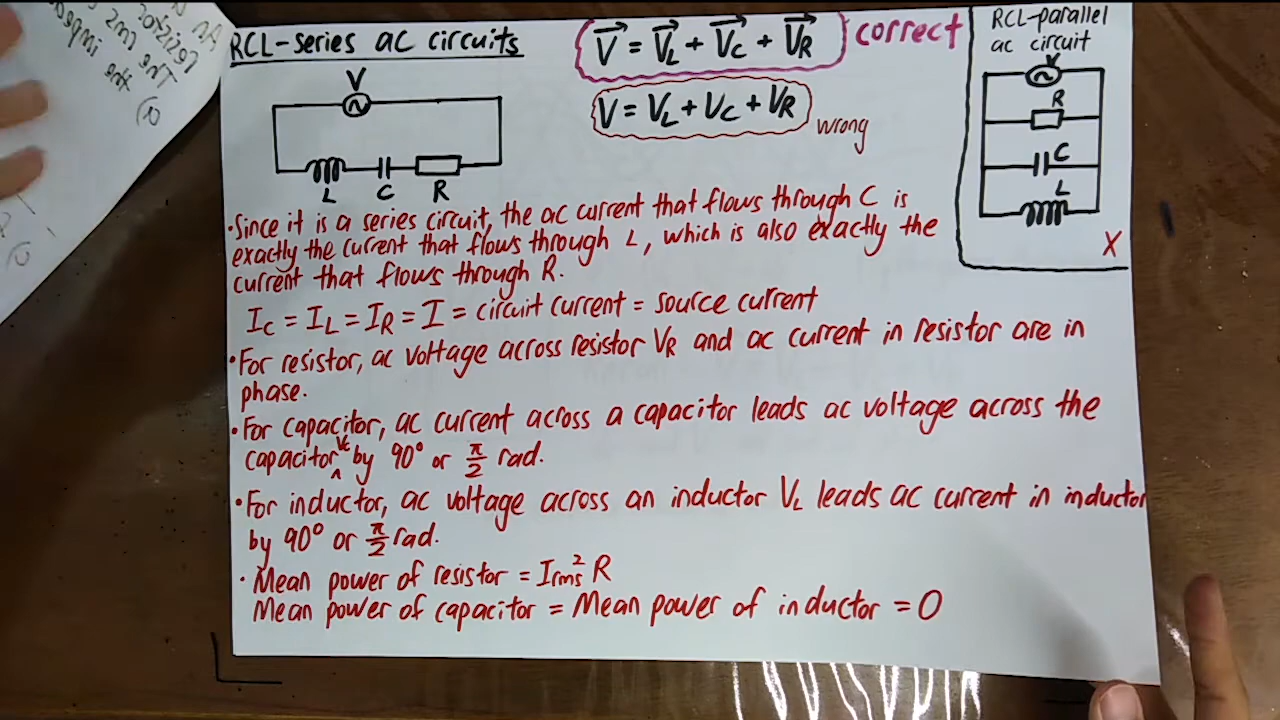 RCL-series ac circuits
V
L C R
V⃗ = V⃗L + V⃗C + V⃗R correct
V = VL + VC + VR wrong
RCL-parallel
ac circuit
V
R
C
L
X
•Since it is a series circuit, the ac current that flows through C is
exactly the current that flows through L, which is also exactly the
current that flows through R.
IC = IL = IR = I = circuit current = source current
•For resistor, ac voltage across resistor VR and ac current in resistor are in
phase.
•For capacitor, ac current across a capacitor leads ac voltage across the
capacitor VC by 90° or π/2 rad.
•For inductor, ac voltage across an inductor VL leads ac current in inductor
by 90° or π/2 rad.
• Mean power of resistor = Irms² R
Mean power of capacitor = Mean power of inductor = 0